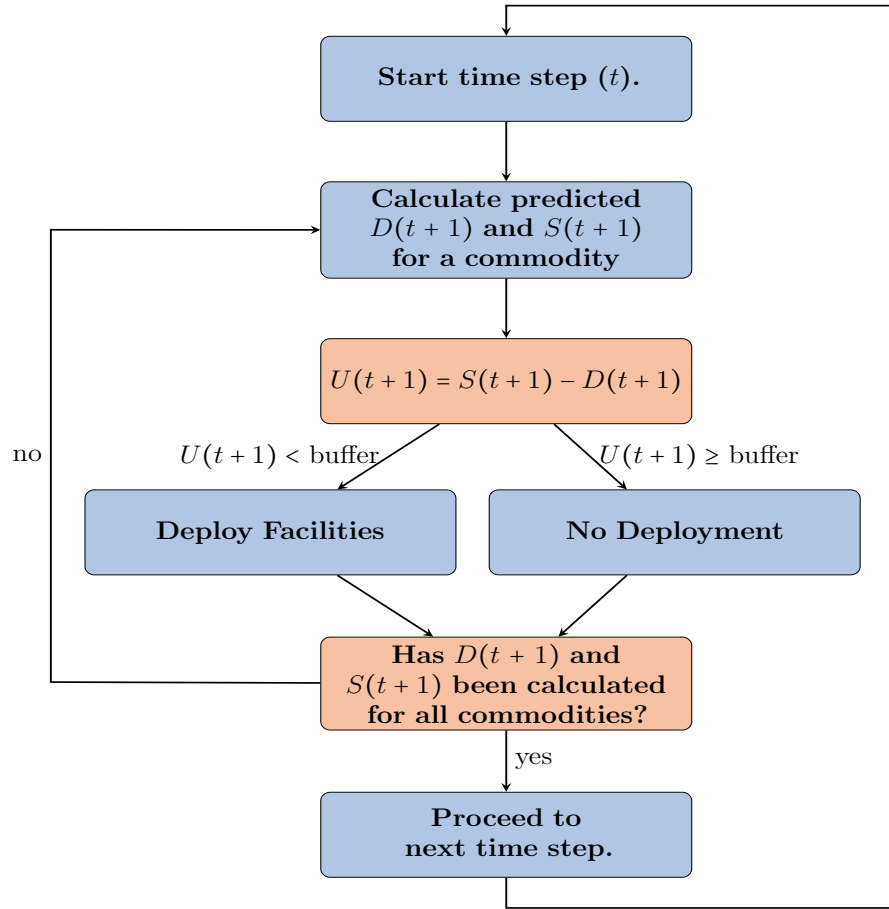 Start time step (t).
Calculate predicted
D(t + 1) and S(t + 1)
for a commodity
U(t + 1) = S(t + 1) − D(t + 1)
no
U(t + 1) < buffer
U(t + 1) ≥ buffer
Deploy Facilities
No Deployment
Has D(t + 1) and
S(t + 1) been calculated
for all commodities?
yes
Proceed to
next time step.